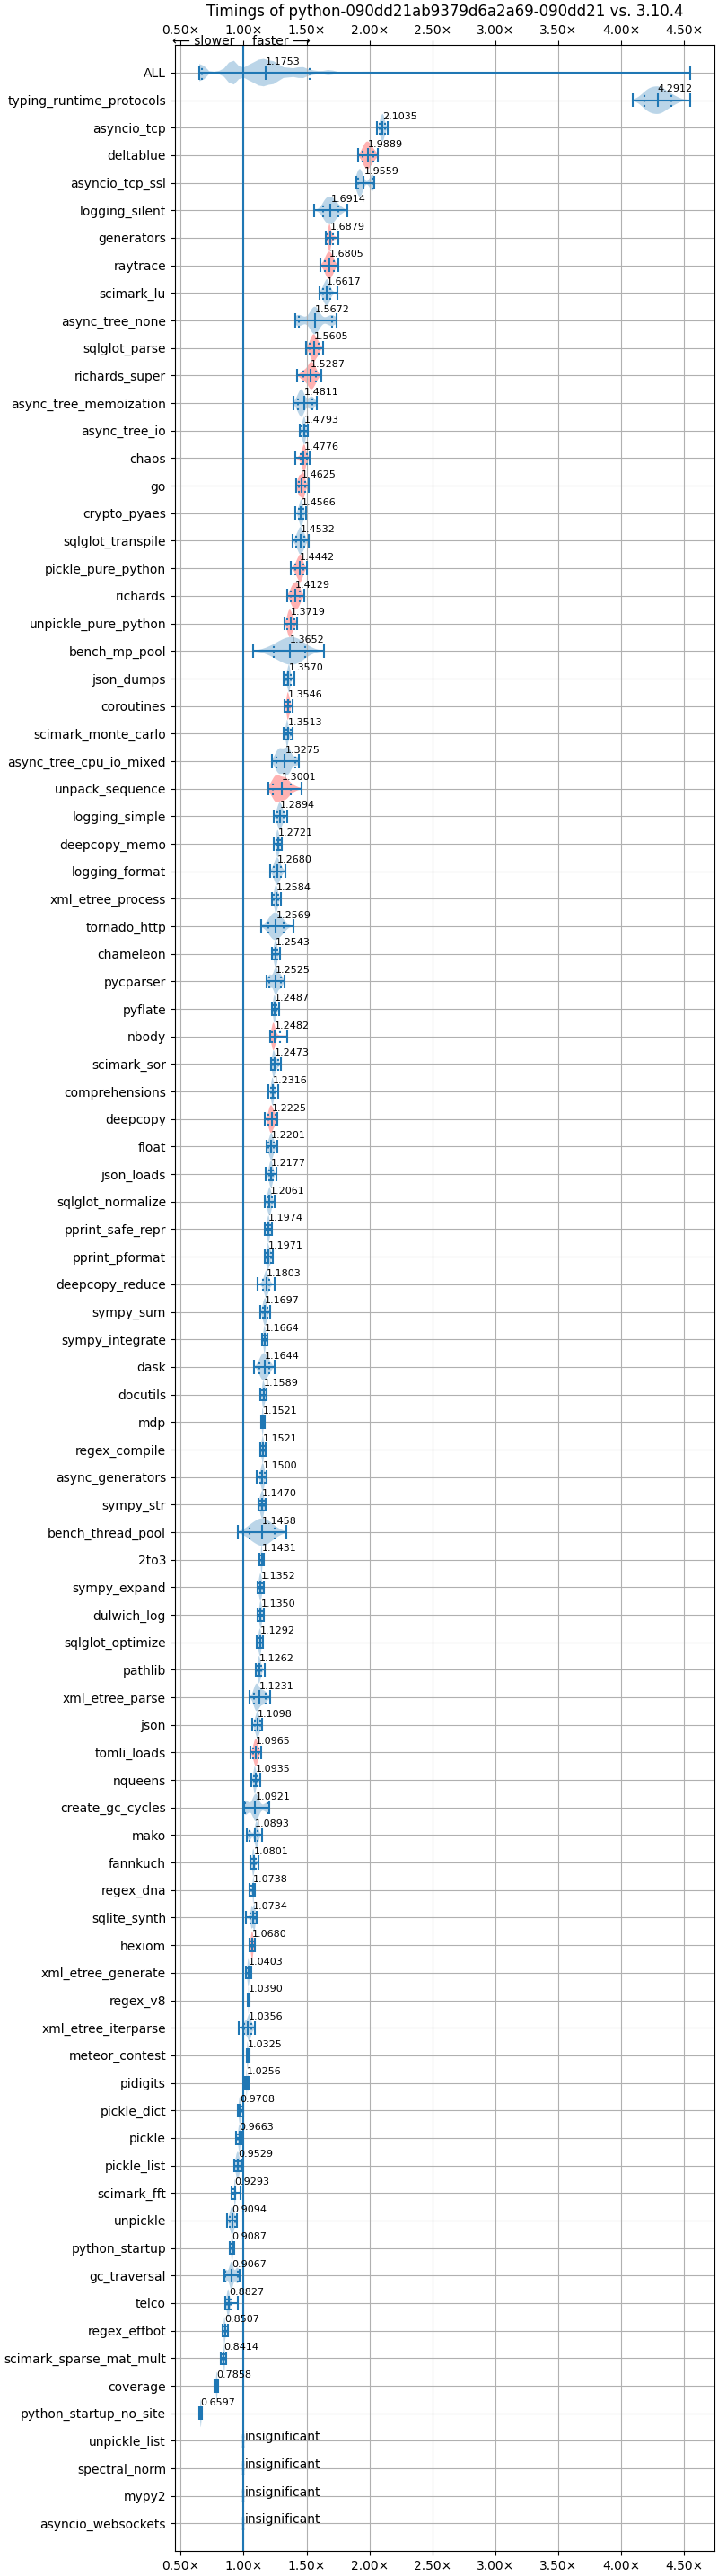 Timings of python-090dd21ab9379d6a2a69-090dd21 vs. 3.10.4
0.50× 1.00× 1.50× 2.00× 2.50× 3.00× 3.50× 4.00× 4.50×
⟵ slower faster ⟶
ALL 1.1753
typing_runtime_protocols 4.2912
asyncio_tcp 2.1035
deltablue 1.9889
asyncio_tcp_ssl 1.9559
logging_silent 1.6914
generators 1.6879
raytrace 1.6805
scimark_lu 1.6617
async_tree_none 1.5672
sqlglot_parse 1.5605
richards_super 1.5287
async_tree_memoization 1.4811
async_tree_io 1.4793
chaos 1.4776
go 1.4625
crypto_pyaes 1.4566
sqlglot_transpile 1.4532
pickle_pure_python 1.4442
richards 1.4129
unpickle_pure_python 1.3719
bench_mp_pool 1.3652
json_dumps 1.3570
coroutines 1.3546
scimark_monte_carlo 1.3513
async_tree_cpu_io_mixed 1.3275
unpack_sequence 1.3001
logging_simple 1.2894
deepcopy_memo 1.2721
logging_format 1.2680
xml_etree_process 1.2584
tornado_http 1.2569
chameleon 1.2543
pycparser 1.2525
pyflate 1.2487
nbody 1.2482
scimark_sor 1.2473
comprehensions 1.2316
deepcopy 1.2225
float 1.2201
json_loads 1.2177
sqlglot_normalize 1.2061
pprint_safe_repr 1.1974
pprint_pformat 1.1971
deepcopy_reduce 1.1803
sympy_sum 1.1697
sympy_integrate 1.1664
dask 1.1644
docutils 1.1589
mdp 1.1521
regex_compile 1.1521
async_generators 1.1500
sympy_str 1.1470
bench_thread_pool 1.1458
2to3 1.1431
sympy_expand 1.1352
dulwich_log 1.1350
sqlglot_optimize 1.1292
pathlib 1.1262
xml_etree_parse 1.1231
json 1.1098
tomli_loads 1.0965
nqueens 1.0935
create_gc_cycles 1.0921
mako 1.0893
fannkuch 1.0801
regex_dna 1.0738
sqlite_synth 1.0734
hexiom 1.0680
xml_etree_generate 1.0403
regex_v8 1.0390
xml_etree_iterparse 1.0356
meteor_contest 1.0325
pidigits 1.0256
pickle_dict 0.9708
pickle 0.9663
pickle_list 0.9529
scimark_fft 0.9293
unpickle 0.9094
python_startup 0.9087
gc_traversal 0.9067
telco 0.8827
regex_effbot 0.8507
scimark_sparse_mat_mult 0.8414
coverage 0.7858
python_startup_no_site 0.6597
unpickle_list insignificant
spectral_norm insignificant
mypy2 insignificant
asyncio_websockets insignificant
0.50× 1.00× 1.50× 2.00× 2.50× 3.00× 3.50× 4.00× 4.50×